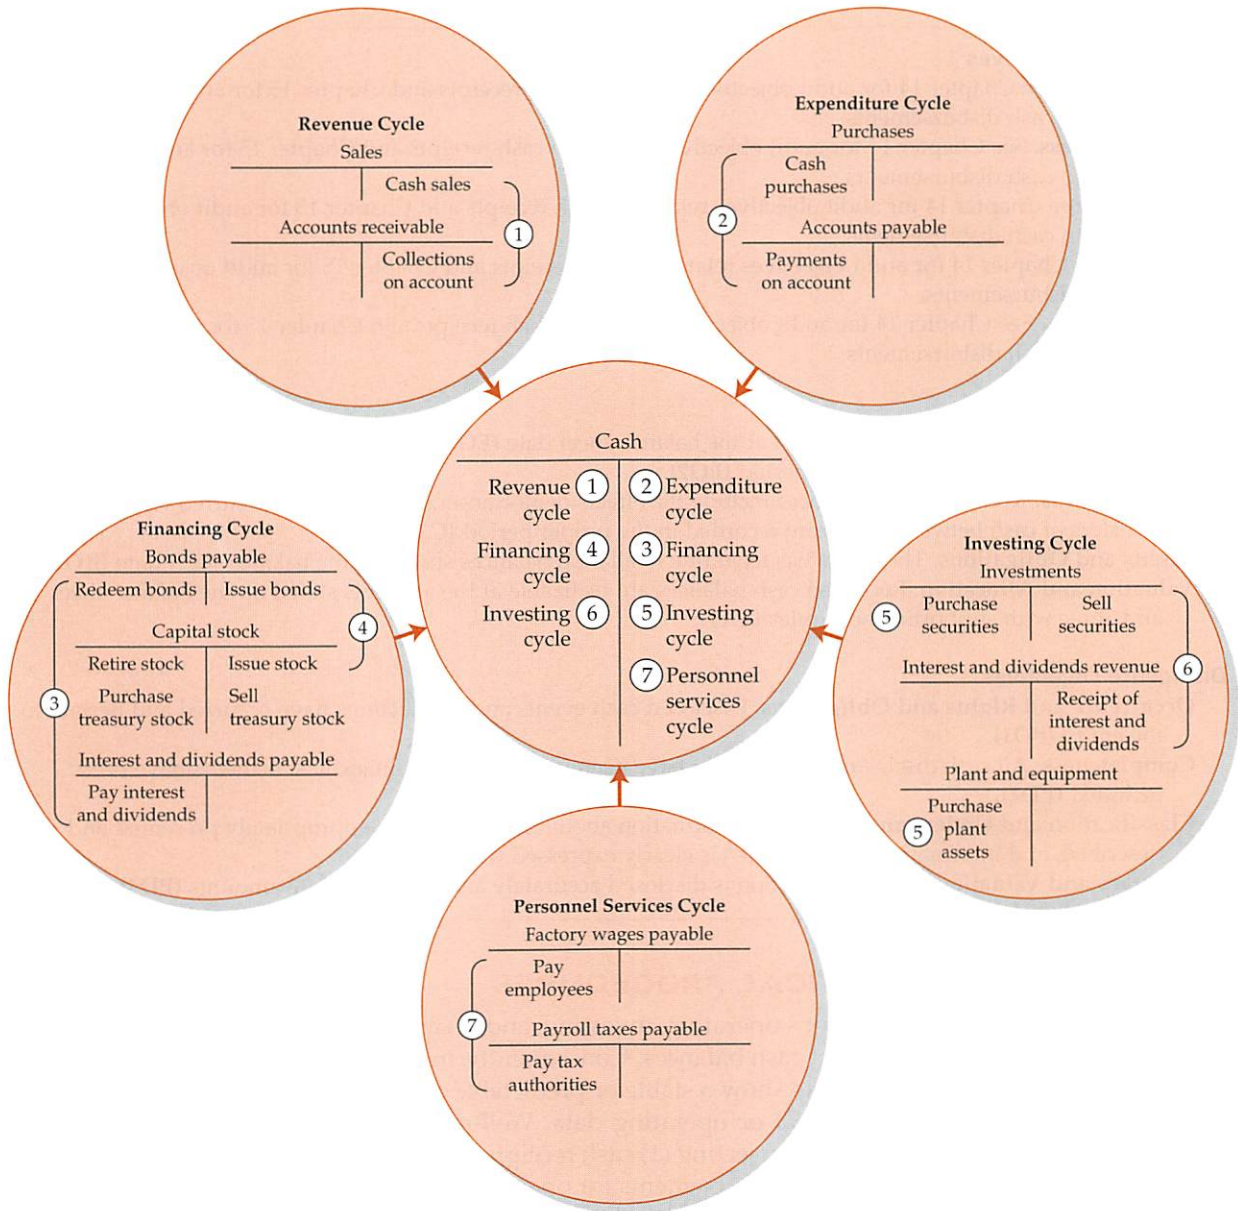 Revenue Cycle
Sales
Cash sales
Accounts receivable
Collections
on account
1
Expenditure Cycle
Purchases
Cash
purchases
2
Accounts payable
Payments
on account
Cash
Revenue 1
cycle
Financing 4
cycle
Investing 6
cycle
2 Expenditure
cycle
3 Financing
cycle
5 Investing
cycle
7 Personnel
services
cycle
Financing Cycle
Bonds payable
Redeem bonds Issue bonds
4
Capital stock
Retire stock Issue stock
3
Purchase
treasury stock
Sell
treasury stock
Interest and dividends payable
Pay interest
and dividends
Investing Cycle
Investments
5
Purchase
securities
Sell
securities
Interest and dividends revenue
6
Receipt of
interest and
dividends
Plant and equipment
5
Purchase
plant
assets
Personnel Services Cycle
Factory wages payable
Pay
employees
7
Payroll taxes payable
Pay tax
authorities